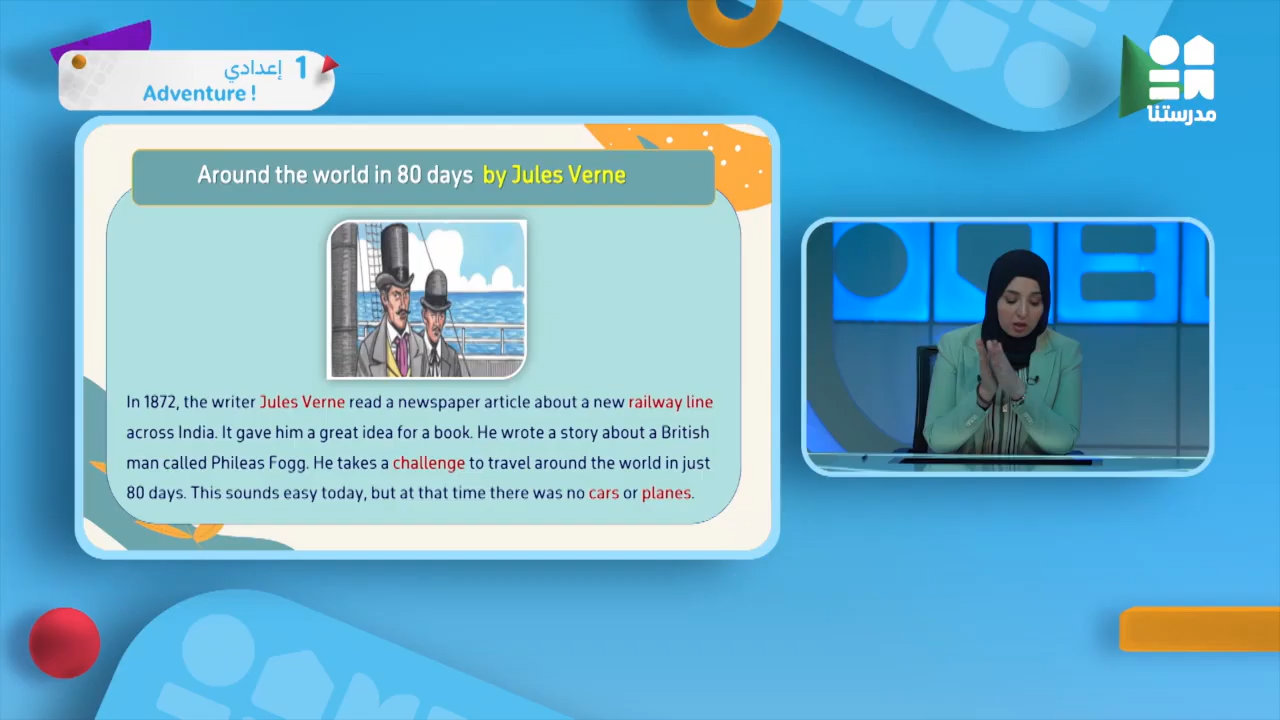 1 إعدادي
Adventure !
مدرستنا
Around the world in 80 days by Jules Verne
In 1872, the writer Jules Verne read a newspaper article about a new railway line
across India. It gave him a great idea for a book. He wrote a story about a British
man called Phileas Fogg. He takes a challenge to travel around the world in just
80 days. This sounds easy today, but at that time there was no cars or planes.